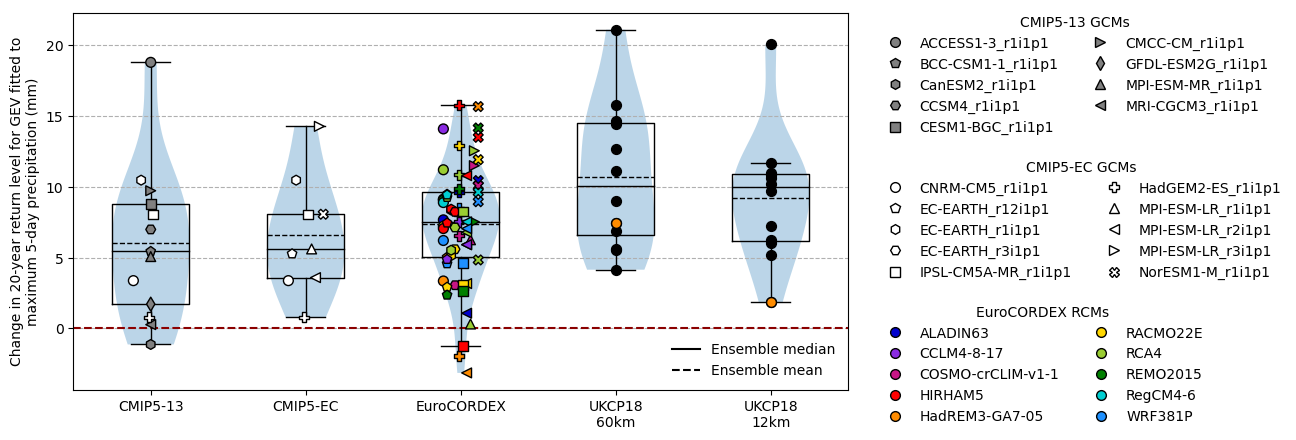 Change in 20-year return level for GEV fitted to
maximum 5-day precipitation (mm)
20
15
10
5
0
CMIP5-13
CMIP5-EC
EuroCORDEX
UKCP18
60km
UKCP18
12km
Ensemble median
Ensemble mean
CMIP5-13 GCMs
ACCESS1-3_r1i1p1
BCC-CSM1-1_r1i1p1
CanESM2_r1i1p1
CCSM4_r1i1p1
CESM1-BGC_r1i1p1
CMCC-CM_r1i1p1
GFDL-ESM2G_r1i1p1
MPI-ESM-MR_r1i1p1
MRI-CGCM3_r1i1p1
CMIP5-EC GCMs
CNRM-CM5_r1i1p1
EC-EARTH_r12i1p1
EC-EARTH_r1i1p1
EC-EARTH_r3i1p1
IPSL-CM5A-MR_r1i1p1
HadGEM2-ES_r1i1p1
MPI-ESM-LR_r1i1p1
MPI-ESM-LR_r2i1p1
MPI-ESM-LR_r3i1p1
NorESM1-M_r1i1p1
EuroCORDEX RCMs
ALADIN63
CCLM4-8-17
COSMO-crCLIM-v1-1
HIRHAM5
HadREM3-GA7-05
RACMO22E
RCA4
REMO2015
RegCM4-6
WRF381P